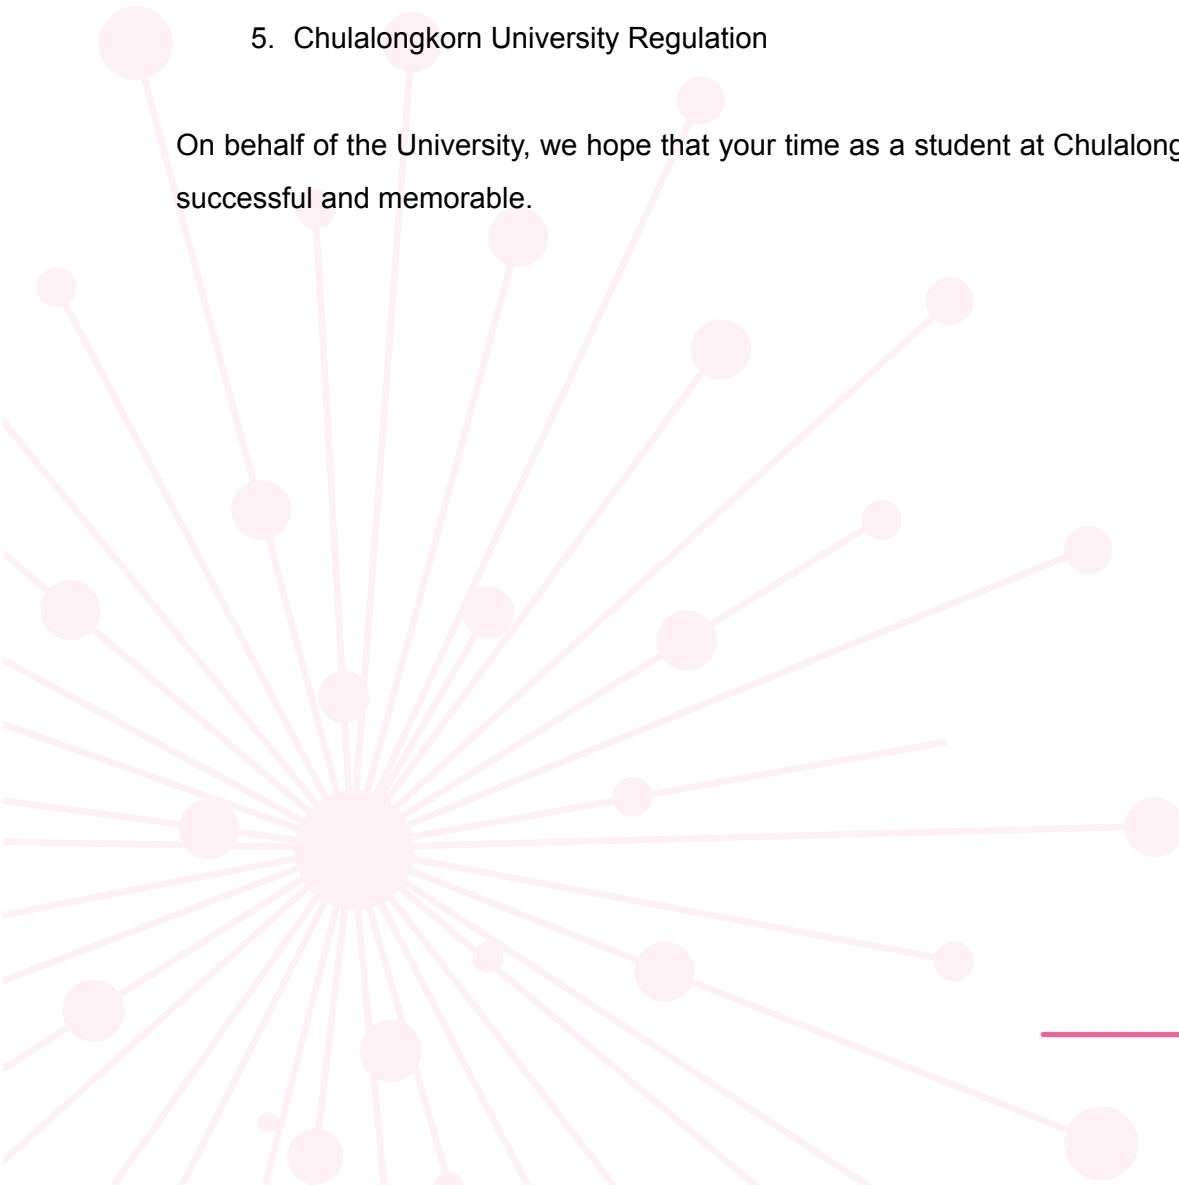 5. Chulalongkorn University Regulation
On behalf of the University, we hope that your time as a student at
successful and memorable.